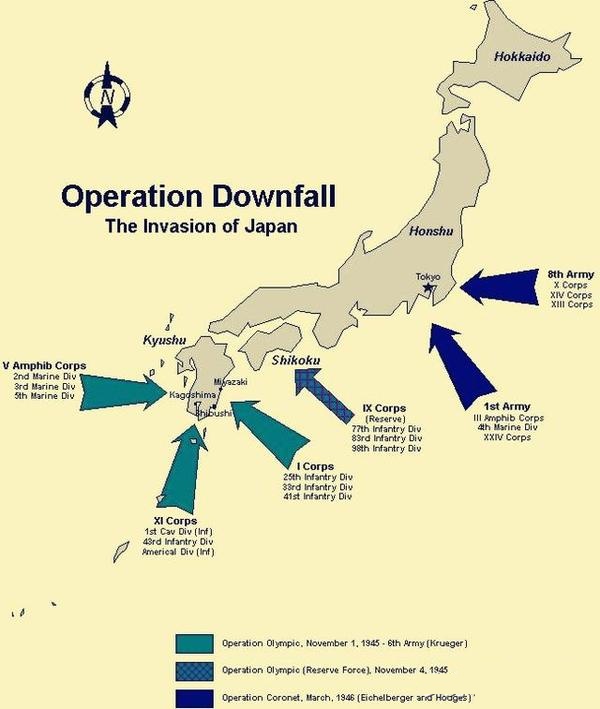 Hokkaido
N
Operation Downfall
The Invasion of Japan
Honshu
Tokyo
8th Army
X Corps
XIV Corps
XIII Corps
Kyushu
Shikoku
V Amphib Corps
2nd Marine Div
3rd Marine Div
5th Marine Div
Miyazaki
Kagoshima
Shibushi
IX Corps
(Reserve)
77th Infantry Div
83rd Infantry Div
98th Infantry Div
1st Army
III Amphib Corps
4th Marine Div
XXIV Corps
I Corps
25th Infantry Div
33rd Infantry Div
41st Infantry Div
XI Corps
1st Cav Div (Inf)
43rd Infantry Div
Americal Div (Inf)
Operation Olympic, November 1, 1945 - 6th Army (Krueger)
Operation Olympic (Reserve Force), November 4, 1945
Operation Coronet, March, 1946 (Eichelberger and Hodges)